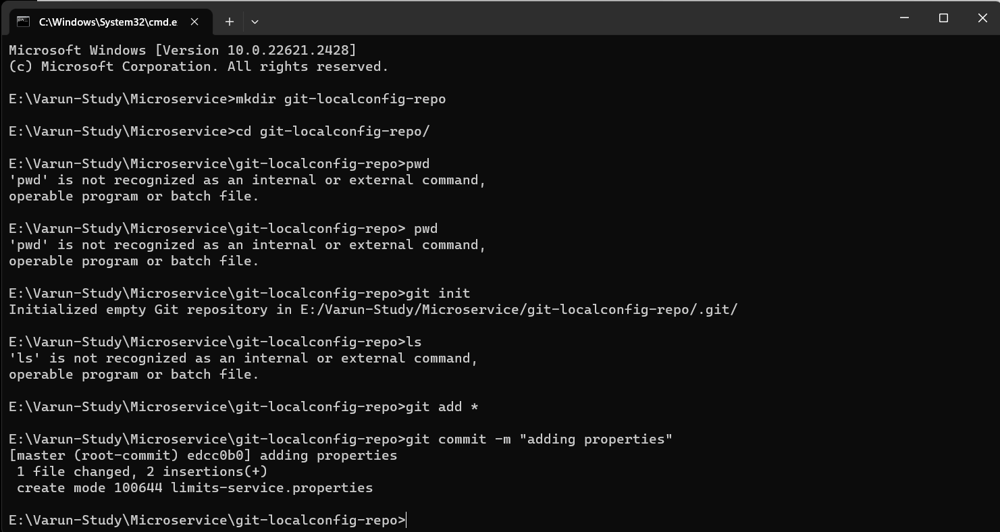 C:\Windows\System32\cmd.e
Microsoft Windows [Version 10.0.22621.2428]
(c) Microsoft Corporation. All rights reserved.
E:\Varun-Study\Microservice>mkdir git-localconfig-repo
E:\Varun-Study\Microservice>cd git-localconfig-repo/
E:\Varun-Study\Microservice\git-localconfig-repo>pwd
'pwd' is not recognized as an internal or external command,
operable program or batch file.
E:\Varun-Study\Microservice\git-localconfig-repo> pwd
'pwd' is not recognized as an internal or external command,
operable program or batch file.
E:\Varun-Study\Microservice\git-localconfig-repo>git init
Initialized empty Git repository in E:/Varun-Study/Microservice/git-localconfig-repo/.git/
E:\Varun-Study\Microservice\git-localconfig-repo>ls
'ls' is not recognized as an internal or external command,
operable program or batch file.
E:\Varun-Study\Microservice\git-localconfig-repo>git add *
E:\Varun-Study\Microservice\git-localconfig-repo>git commit -m "adding properties"
[master (root-commit) edcc0b0] adding properties
 1 file changed, 2 insertions(+)
 create mode 100644 limits-service.properties
E:\Varun-Study\Microservice\git-localconfig-repo>